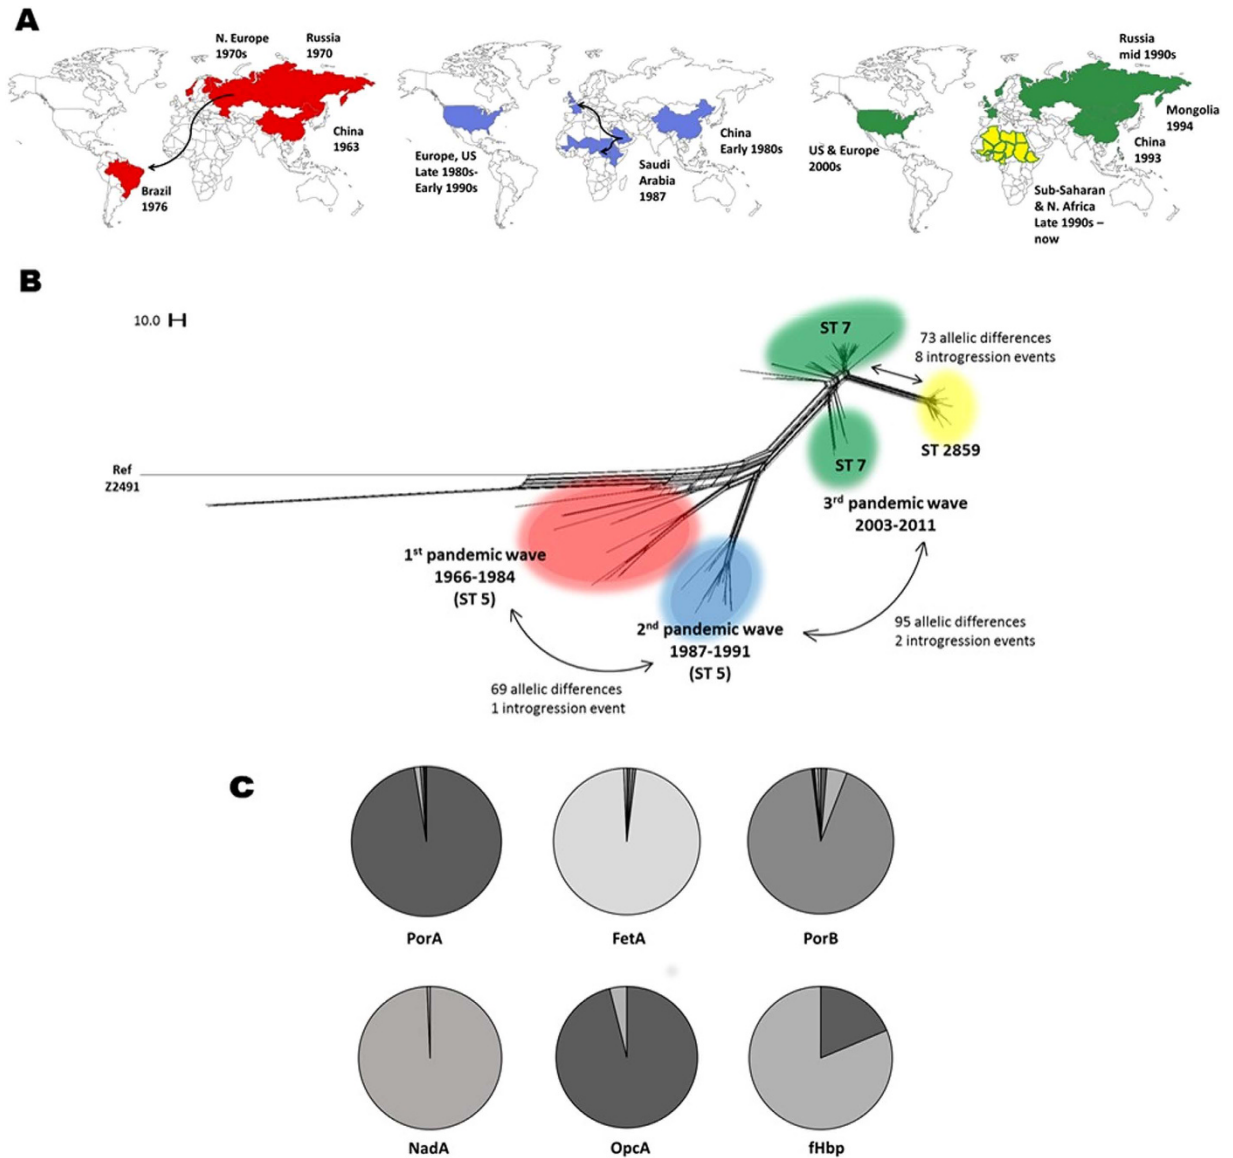 A
N. Europe
1970s
Russia
1970
China
1963
Brazil
1976
Europe, US
Late 1980s-
Early 1990s
Saudi
Arabia
1987
China
Early 1980s
US & Europe
2000s
Russia
mid 1990s
Mongolia
1994
China
1993
Sub-Saharan
& N. Africa
Late 1990s –
now
B
10.0
ST 7
73 allelic differences
8 introgression events
ST 2859
ST 7
Ref
Z2491
3rd pandemic wave
2003-2011
1st pandemic wave
1966-1984
(ST 5)
2nd pandemic wave
1987-1991
(ST 5)
95 allelic differences
2 introgression events
69 allelic differences
1 introgression event
C
PorA
FetA
PorB
NadA
OpcA
fHbp